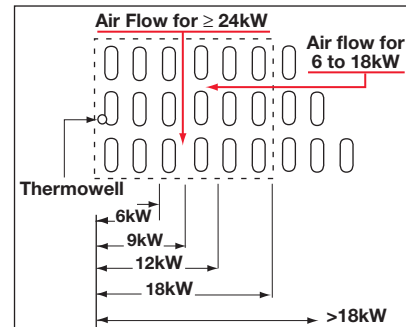 Air Flow for ≥ 24kW
Air flow for
6 to 18kW
Thermowell
6kW
9kW
12kW
18kW
>18kW